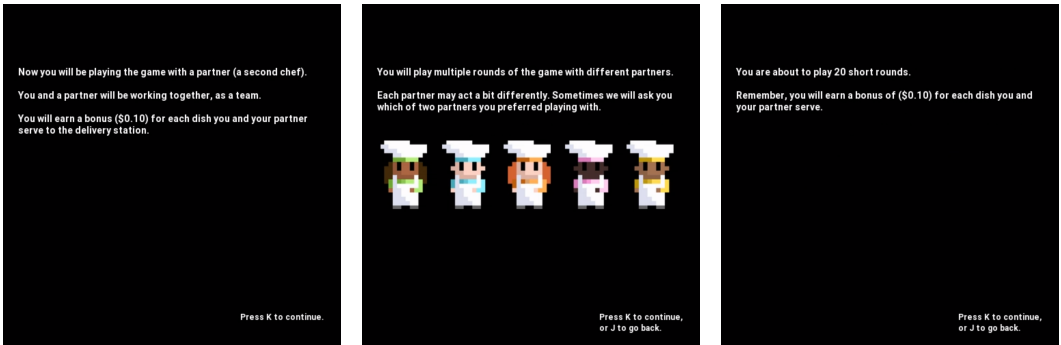 Now you will be playing the game with a partner (a second chef).
You and a partner will be working together, as a team.
You will earn a bonus ($0.10) for each dish you and your partner
serve to the delivery station.
Press K to continue.
You will play multiple rounds of the game with different partners.
Each partner may act a bit differently. Sometimes we will ask you
which of two partners you preferred playing with.
Press K to continue,
or J to go back.
You are about to play 20 short rounds.
Remember, you will earn a bonus of ($0.10) for each dish you and
your partner serve.
Press K to continue,
or J to go back.